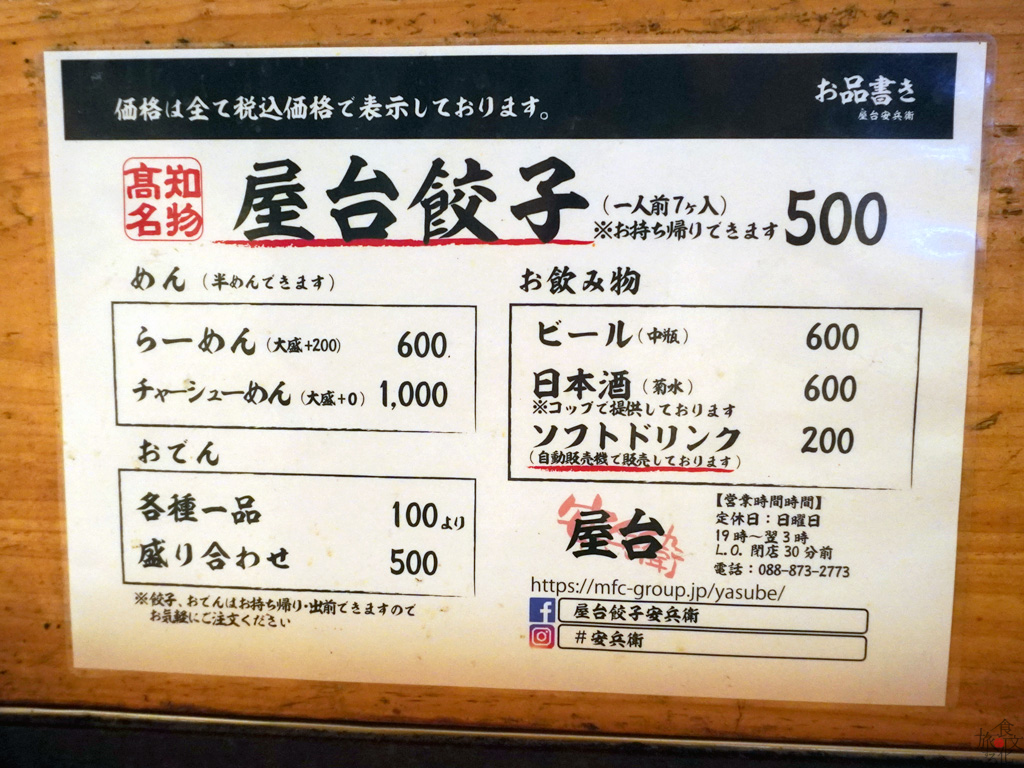 価格は全て税込価格で表示しております。
お品書き
屋台安兵衛
高知名物
屋台餃子(一人前7ヶ入)
※お持ち帰りできます 500
めん(半めんできます)
らーめん(大盛+200) 600
チャーシューめん(大盛+0) 1,000
おでん
各種一品 100より
盛り合わせ 500
※餃子、おでんはお持ち帰り・出前できますので
お気軽にご注文ください
お飲み物
ビール(中瓶) 600
日本酒(菊水) 600
※コップで提供しております
ソフトドリンク 200
(自動販売機で販売しております)
屋台
安兵衛
【営業時間時間】
定休日:日曜日
19時〜翌3時
L.O. 閉店30分前
電話:088-873-2773
https://mfc-group.jp/yasube/
屋台餃子安兵衛
#安兵衛